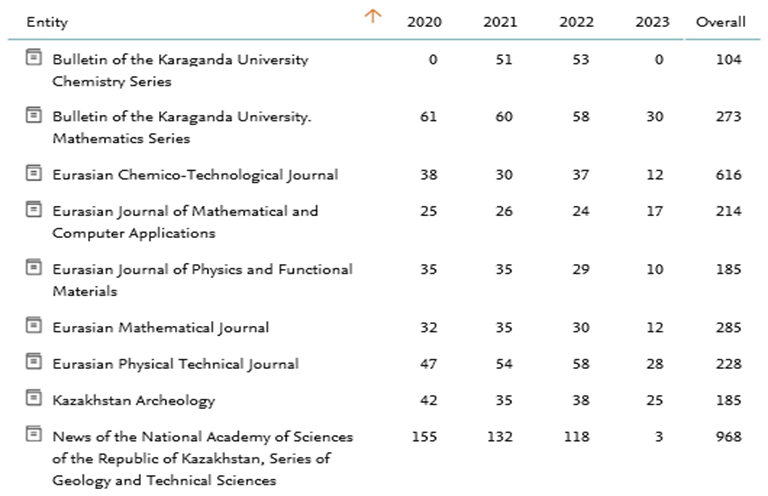 Entity 2020 2021 2022 2023 Overall
Bulletin of the Karaganda University 0 51 53 0 104
Chemistry Series
Bulletin of the Karaganda University. 61 60 58 30 273
Mathematics Series
Eurasian Chemico-Technological Journal 38 30 37 12 616
Eurasian Journal of Mathematical and 25 26 24 17 214
Computer Applications
Eurasian Journal of Physics and Functional 35 35 29 10 185
Materials
Eurasian Mathematical Journal 32 35 30 12 285
Eurasian Physical Technical Journal 47 54 58 28 228
Kazakhstan Archeology 42 35 38 25 185
News of the National Academy of Sciences 155 132 118 3 968
of the Republic of Kazakhstan, Series of
Geology and Technical Sciences